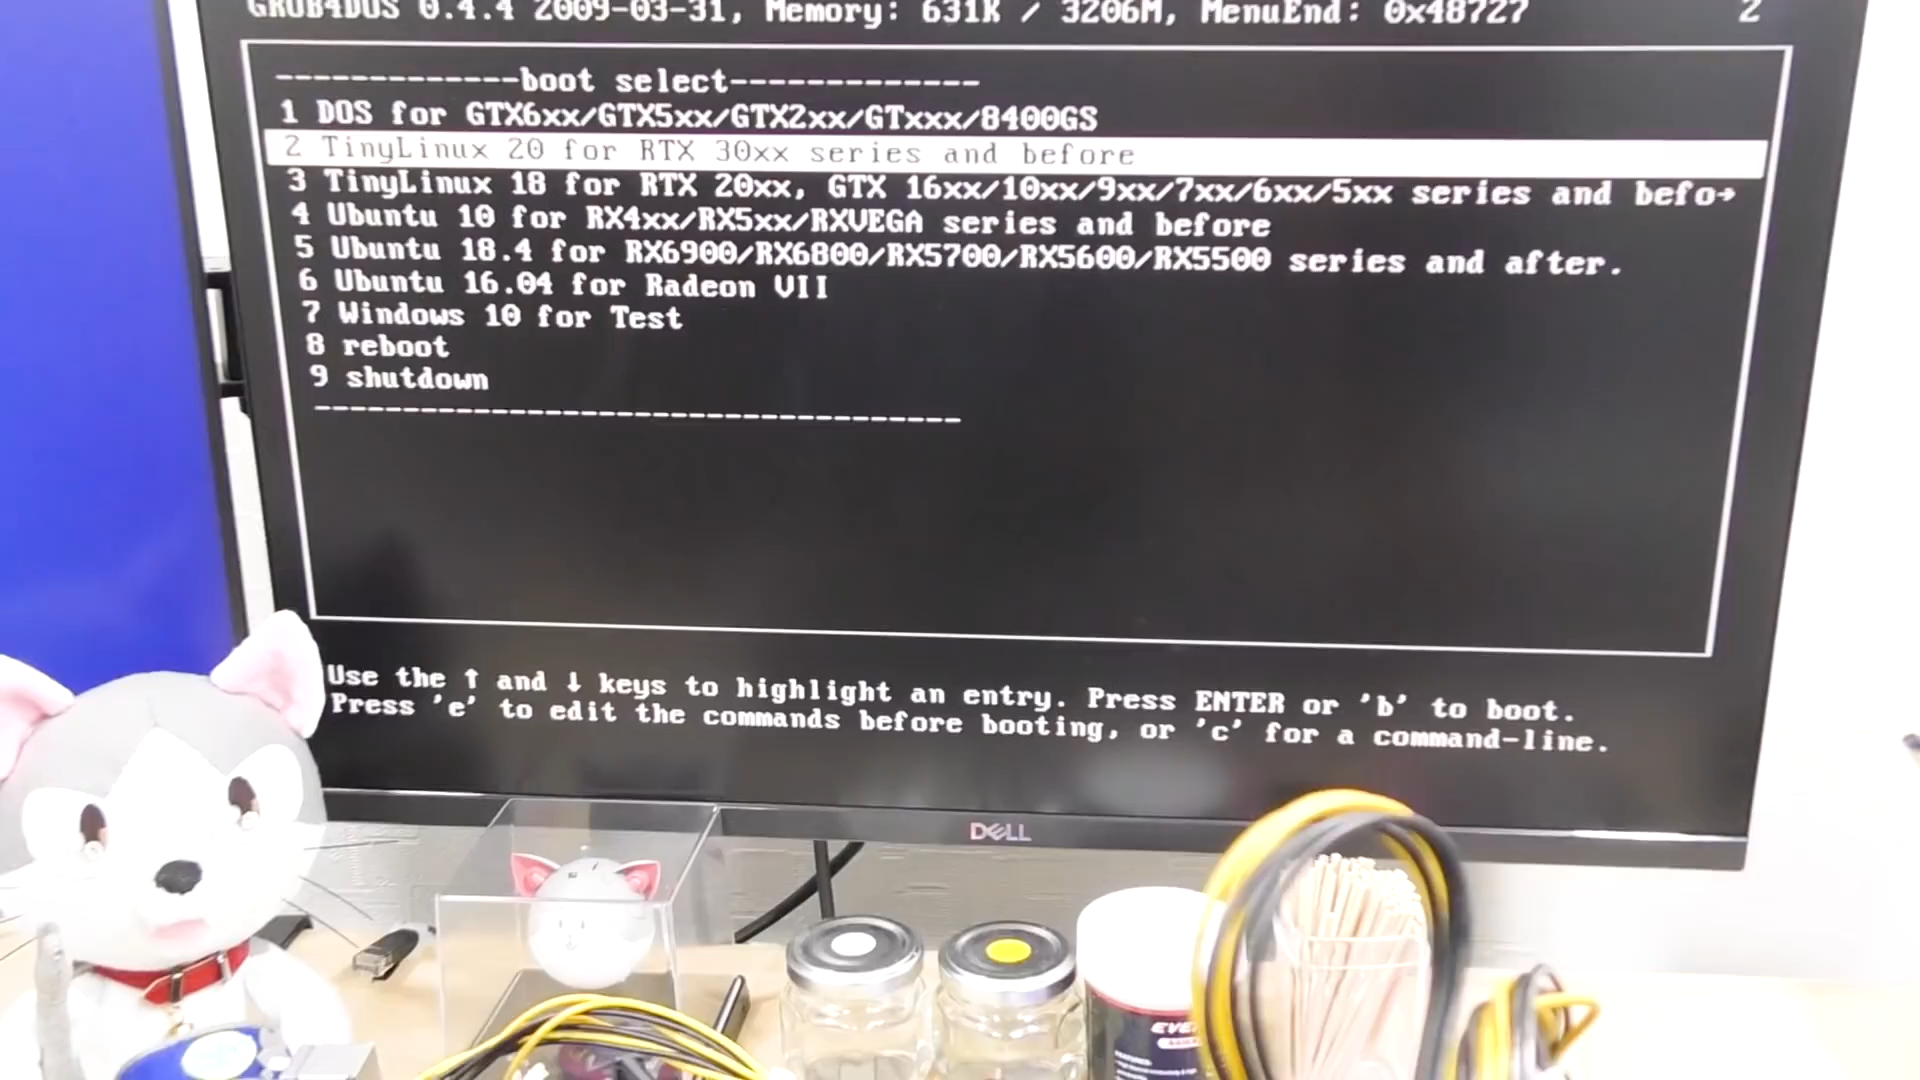 GRUB4DOS 0.4.4 2009-03-31, Memory: 631K / 3206M, MenuEnd: 0x48727 2
-------------boot select-------------
1 DOS for GTX6xx/GTX5xx/GTX2xx/GTxxx/8400GS
2 TinyLinux 20 for RTX 30xx series and before
3 TinyLinux 18 for RTX 20xx, GTX 16xx/10xx/9xx/7xx/6xx/5xx series and befo→
4 Ubuntu 10 for RX4xx/RX5xx/RXVEGA series and before
5 Ubuntu 18.4 for RX6900/RX6800/RX5700/RX5600/RX5500 series and after.
6 Ubuntu 16.04 for Radeon VII
7 Windows 10 for Test
8 reboot
9 shutdown
-----------------------------------
Use the ↑ and ↓ keys to highlight an entry. Press ENTER or 'b' to boot.
Press 'e' to edit the commands before booting, or 'c' for a command-line.
DELL
FEATURES: